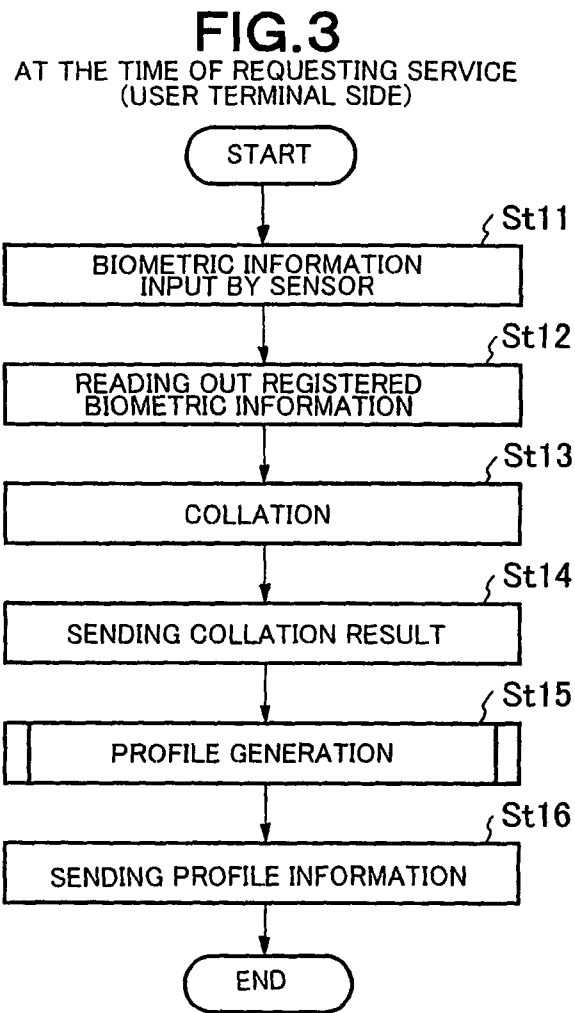 FIG.3
AT THE TIME OF REQUESTING SERVICE
(USER TERMINAL SIDE)
START
St11
BIOMETRIC INFORMATION
INPUT BY SENSOR
St12
READING OUT REGISTERED
BIOMETRIC INFORMATION
St13
COLLATION
St14
SENDING COLLATION RESULT
St15
PROFILE GENERATION
St16
SENDING PROFILE INFORMATION
END